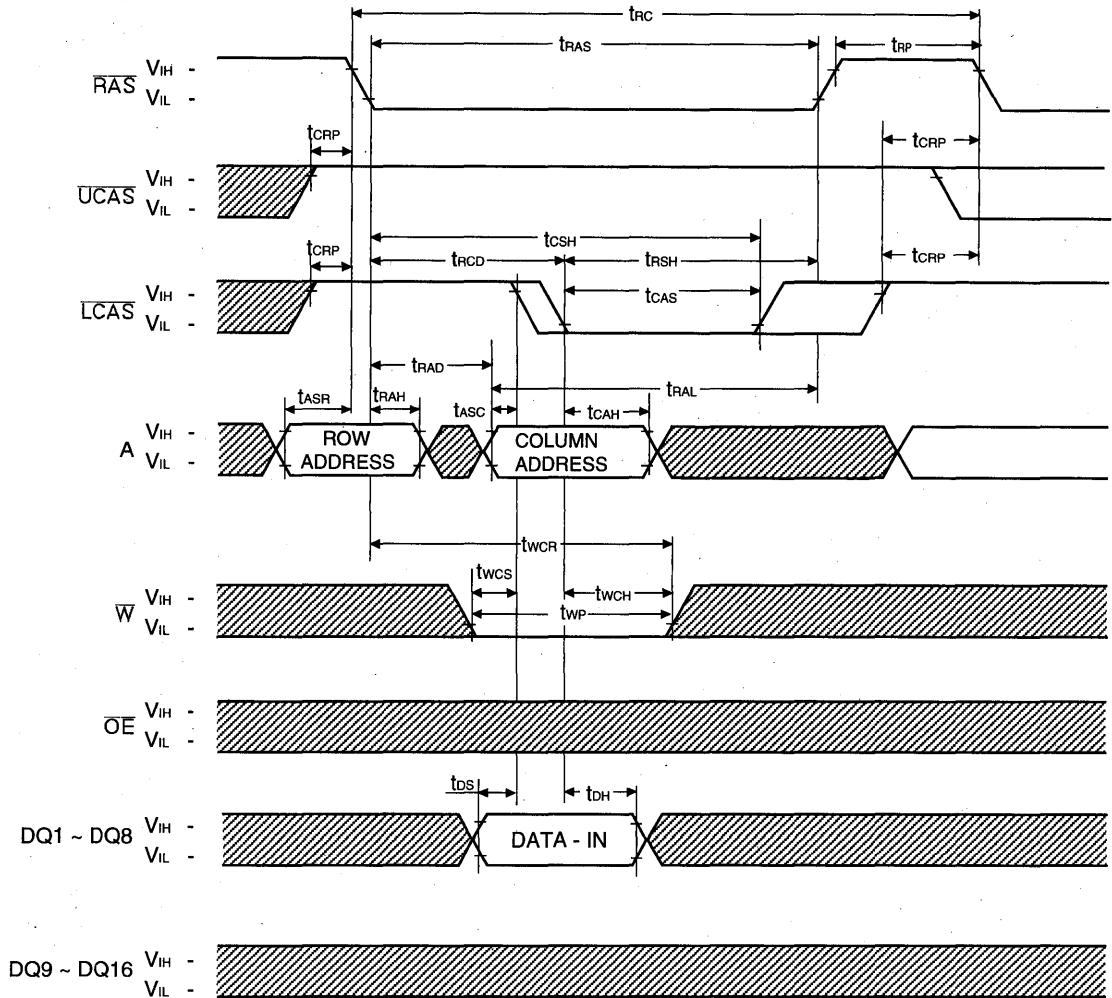 tRC
tRAS
tRP
RAS VIH -
VIL -
tCRP
tCRP
UCAS VIH -
VIL -
tCSH
tCRP
tRCD
tRSH
tCRP
tCAS
LCAS VIH -
VIL -
tRAD
tRAL
tASR
tRAH
tASC
tCAH
A VIH -
VIL -
ROW
ADDRESS
COLUMN
ADDRESS
tWCR
tWCS
tWCH
tWP
W VIH -
VIL -
OE VIH -
VIL -
tDS
tDH
DQ1 ~ DQ8 VIH -
VIL -
DATA - IN
DQ9 ~ DQ16 VIH -
VIL -